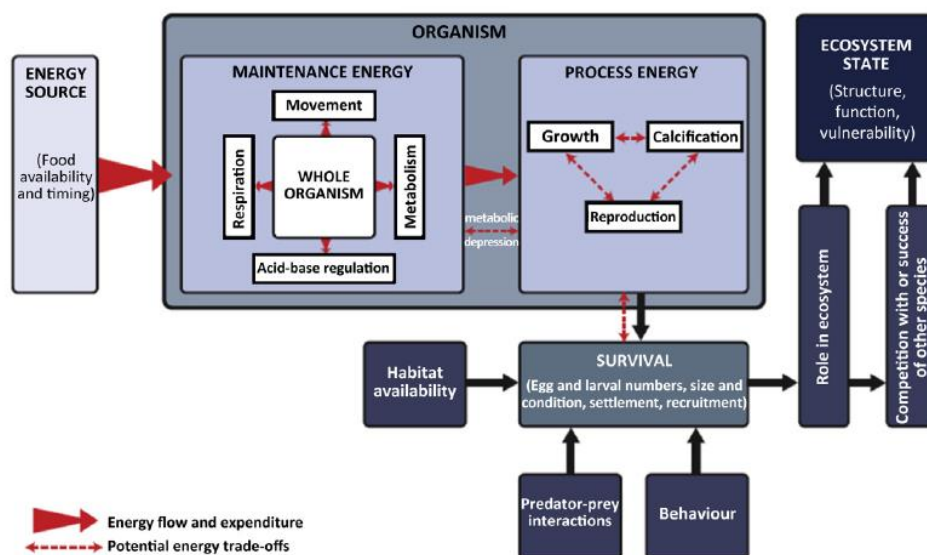 ORGANISM
ENERGY
SOURCE
(Food
availability
and timing)
MAINTENANCE ENERGY
Movement
Respiration
WHOLE
ORGANISM
Metabolism
Acid-base regulation
metabolic
depression
PROCESS ENERGY
Growth
Calcification
Reproduction
ECOSYSTEM
STATE
(Structure,
function,
vulnerability)
Habitat
availability
SURVIVAL
(Egg and larval numbers, size and
condition, settlement, recruitment)
Role in ecosystem
Competition with or success
of other species
Predator-prey
interactions
Behaviour
Energy flow and expenditure
Potential energy trade-offs